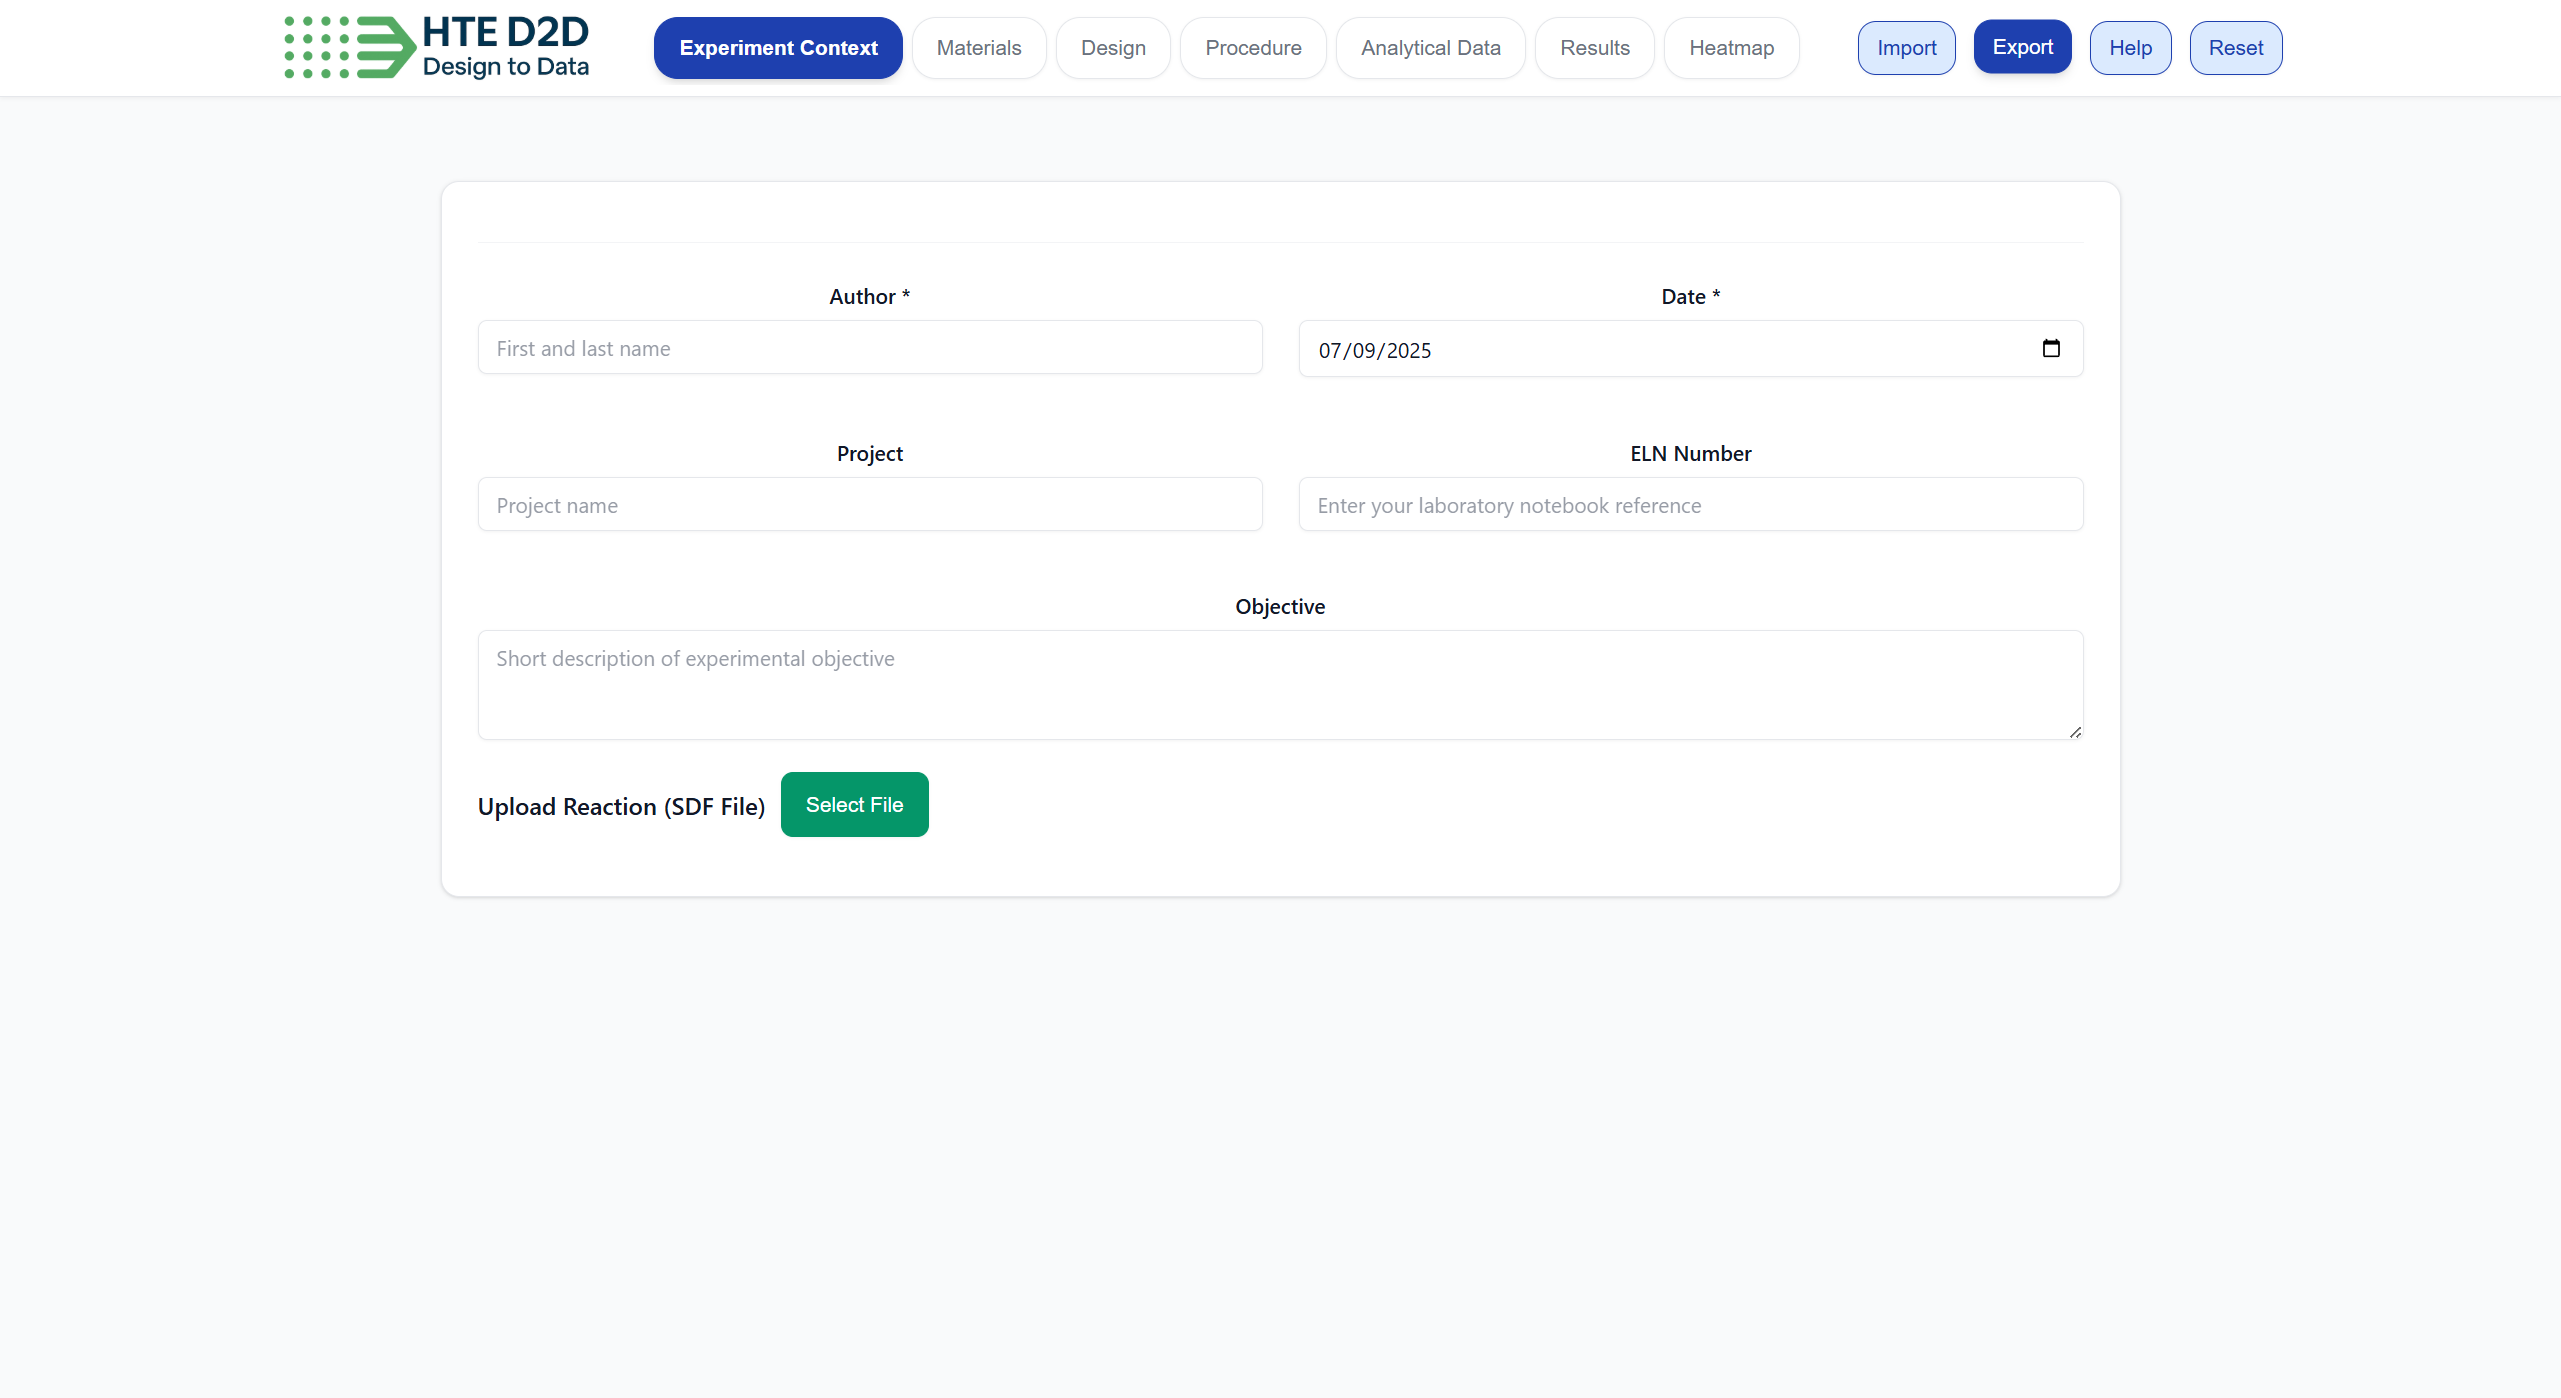 HTE D2D
Design to Data
Experiment Context
Materials
Design
Procedure
Analytical Data
Results
Heatmap
Import
Export
Help
Reset
Author *
Date *
First and last name
07/09/2025
Project
ELN Number
Project name
Enter your laboratory notebook reference
Objective
Short description of experimental objective
Upload Reaction (SDF File)
Select File